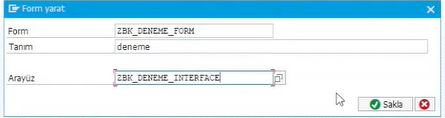 Form yarat
Form ZBK_DENEME_FORM
Tanım deneme
Arayüz ZBK_DENEME_INTERFACE
Sakla